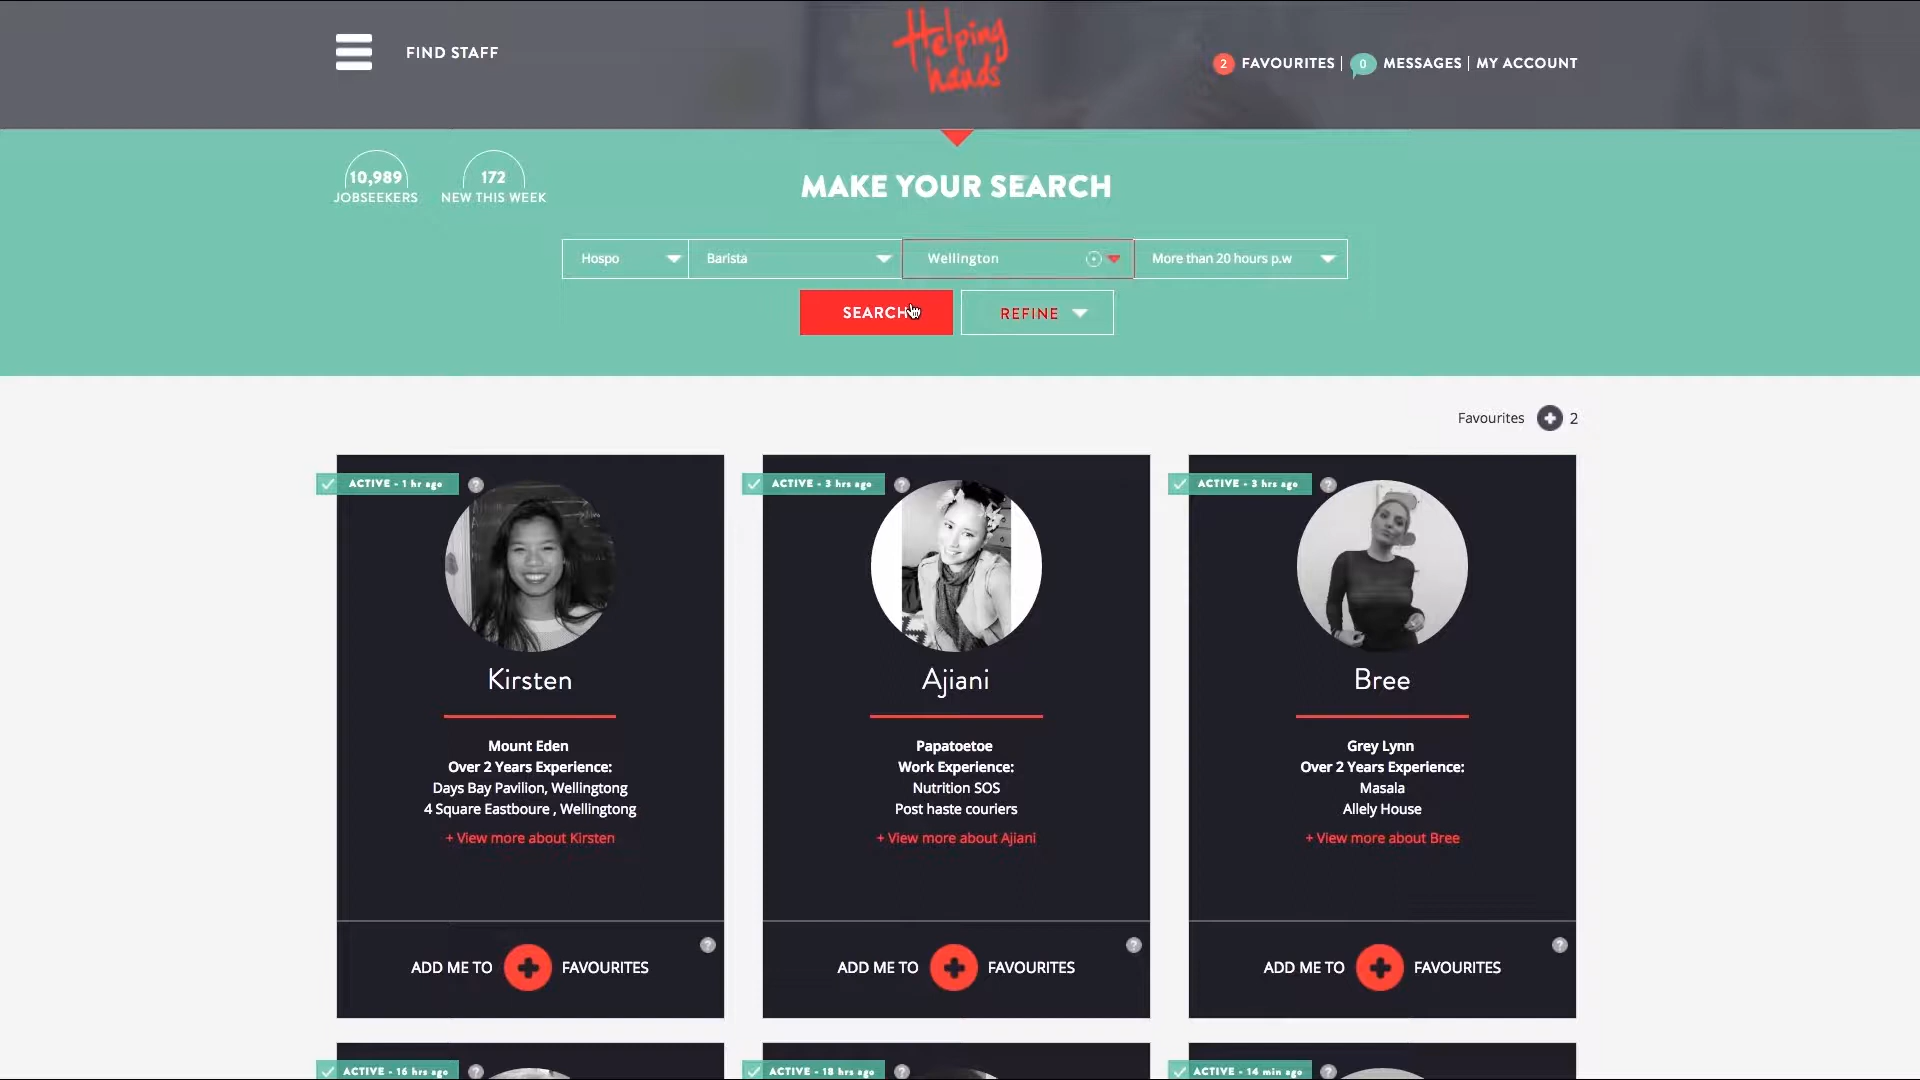 FIND STAFF
Helping
hands
2 FAVOURITES | 0 MESSAGES | MY ACCOUNT
10,989
JOBSEEKERS
172
NEW THIS WEEK
MAKE YOUR SEARCH
Hospo
Barista
Wellington
More than 20 hours p.w
SEARCH
REFINE
Favourites 2
ACTIVE - 1 hr ago ?
Kirsten
Mount Eden
Over 2 Years Experience:
Days Bay Pavilion, Wellingtong
4 Square Eastboure , Wellingtong
+ View more about Kirsten
ADD ME TO FAVOURITES ?
ACTIVE - 3 hrs ago ?
Ajiani
Papatoetoe
Work Experience:
Nutrition SOS
Post haste couriers
+ View more about Ajiani
ADD ME TO FAVOURITES ?
ACTIVE - 3 hrs ago ?
Bree
Grey Lynn
Over 2 Years Experience:
Masala
Allely House
+ View more about Bree
ADD ME TO FAVOURITES ?
ACTIVE - 16 hrs ago ?
ACTIVE - 18 hrs ago ?
ACTIVE - 14 min ago ?